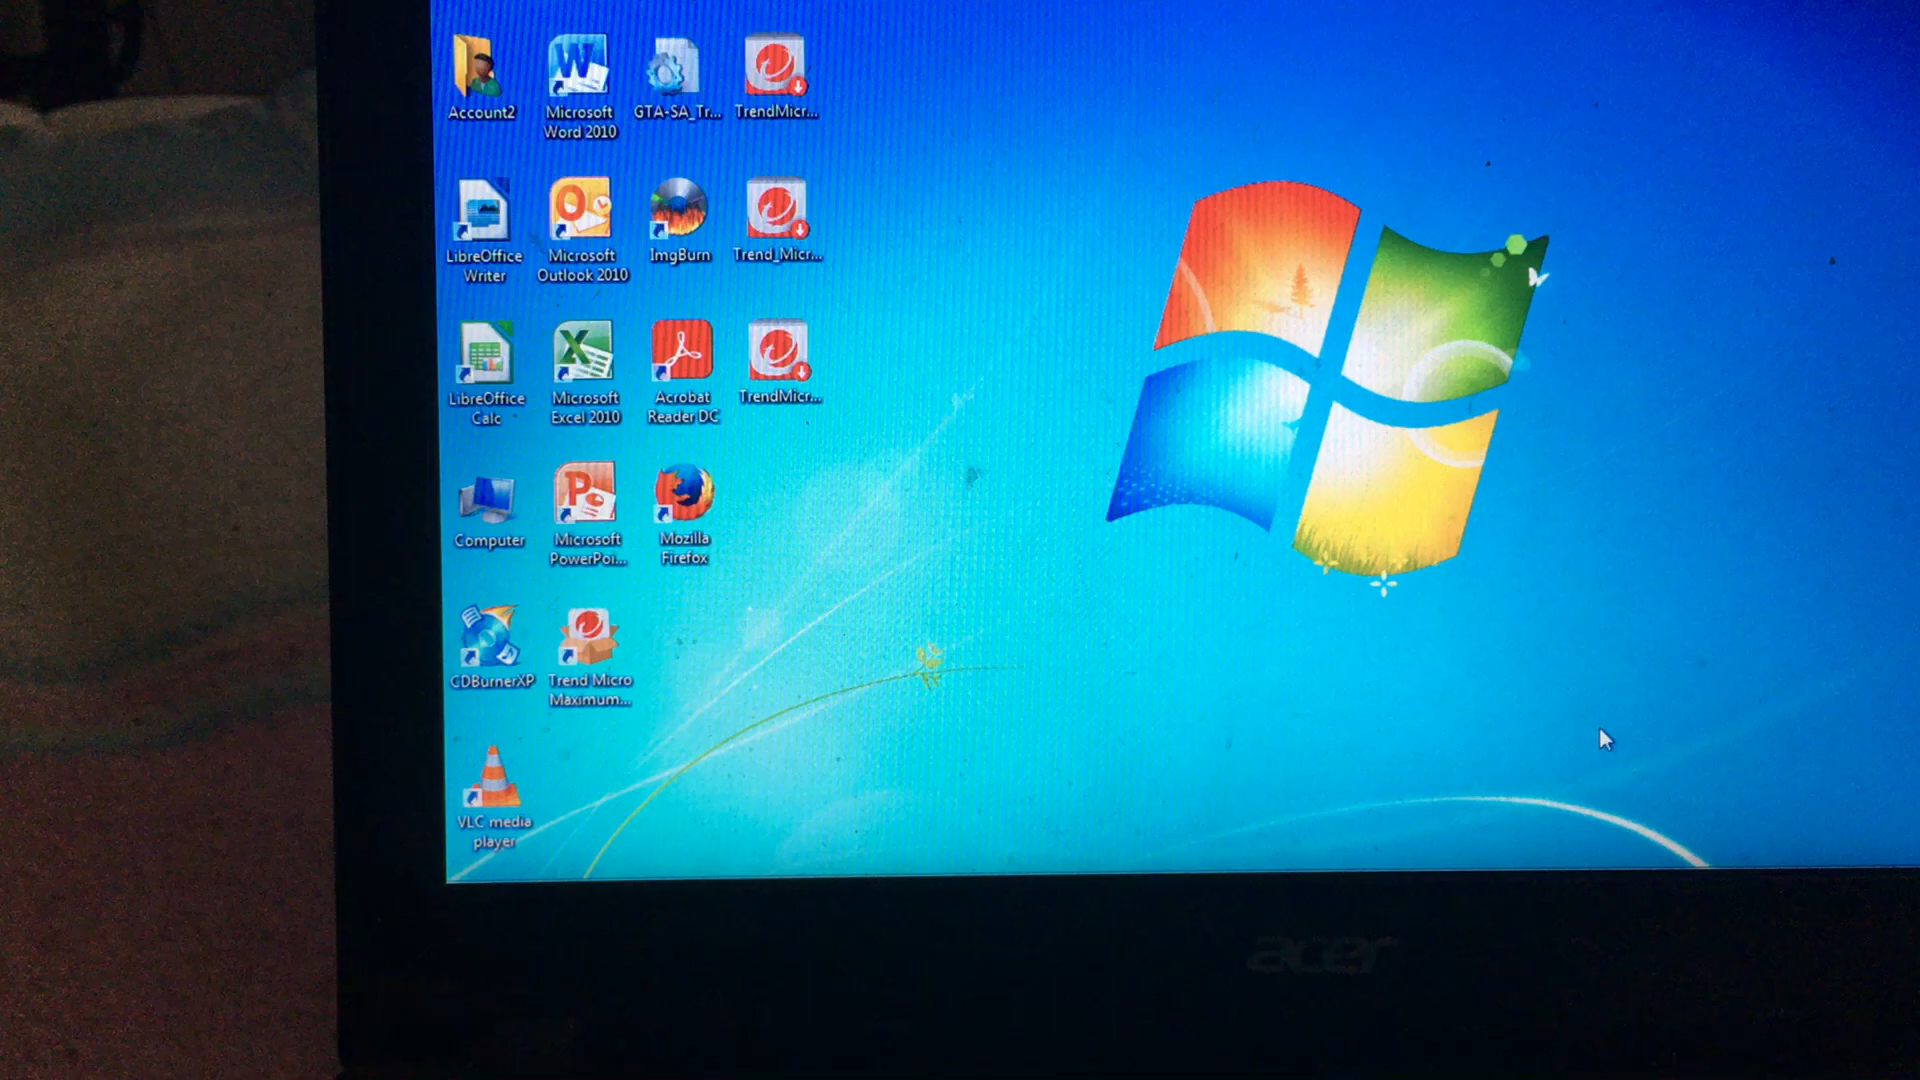 Account2
Microsoft
Word 2010
GTA-SA_Tr...
TrendMicr...
LibreOffice
Writer
Microsoft
Outlook 2010
ImgBurn
Trend_Micr...
LibreOffice
Calc
Microsoft
Excel 2010
Acrobat
Reader DC
TrendMicr...
Computer
Microsoft
PowerPoi...
Mozilla
Firefox
CDBurnerXP
Trend Micro
Maximum...
VLC media
player
acer